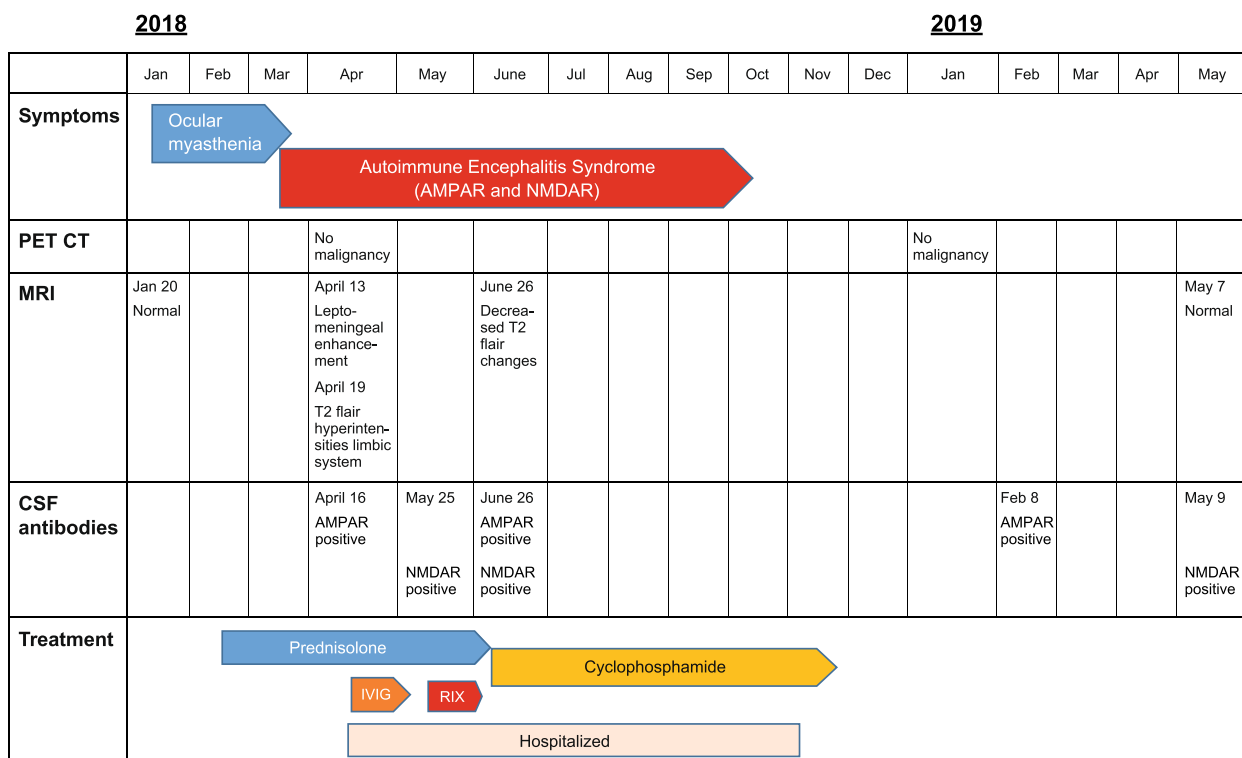 2018
2019
Jan
Feb
Mar
Apr
May
June
Jul
Aug
Sep
Oct
Nov
Dec
Jan
Feb
Mar
Apr
May
Symptoms
Ocular
myasthenia
Autoimmune Encephalitis Syndrome
(AMPAR and NMDAR)
PET CT
No
malignancy
No
malignancy
MRI
Jan 20
Normal
April 13
Lepto-
meningeal
enhance-
ment
April 19
T2 flair
hyperinten-
sities limbic
system
June 26
Decrea-
sed T2
flair
changes
May 7
Normal
CSF
antibodies
April 16
AMPAR
positive
May 25
NMDAR
positive
June 26
AMPAR
positive
NMDAR
positive
Feb 8
AMPAR
positive
May 9
NMDAR
positive
Treatment
Prednisolone
Cyclophosphamide
IVIG
RIX
Hospitalized